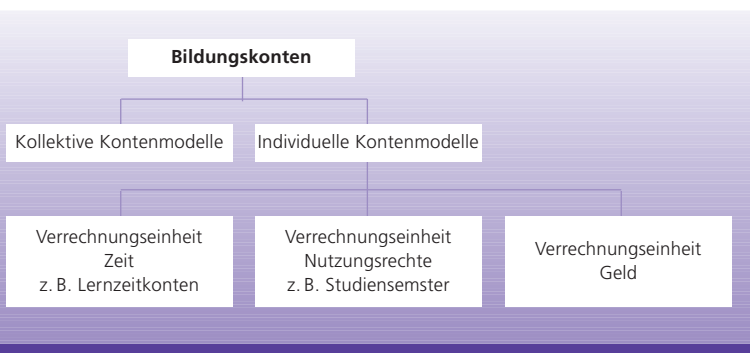 Bildungskonten
Kollektive Kontenmodelle
Individuelle Kontenmodelle
Verrechnungseinheit
Zeit
z. B. Lernzeitkonten
Verrechnungseinheit
Nutzungsrechte
z. B. Studiensemster
Verrechnungseinheit
Geld